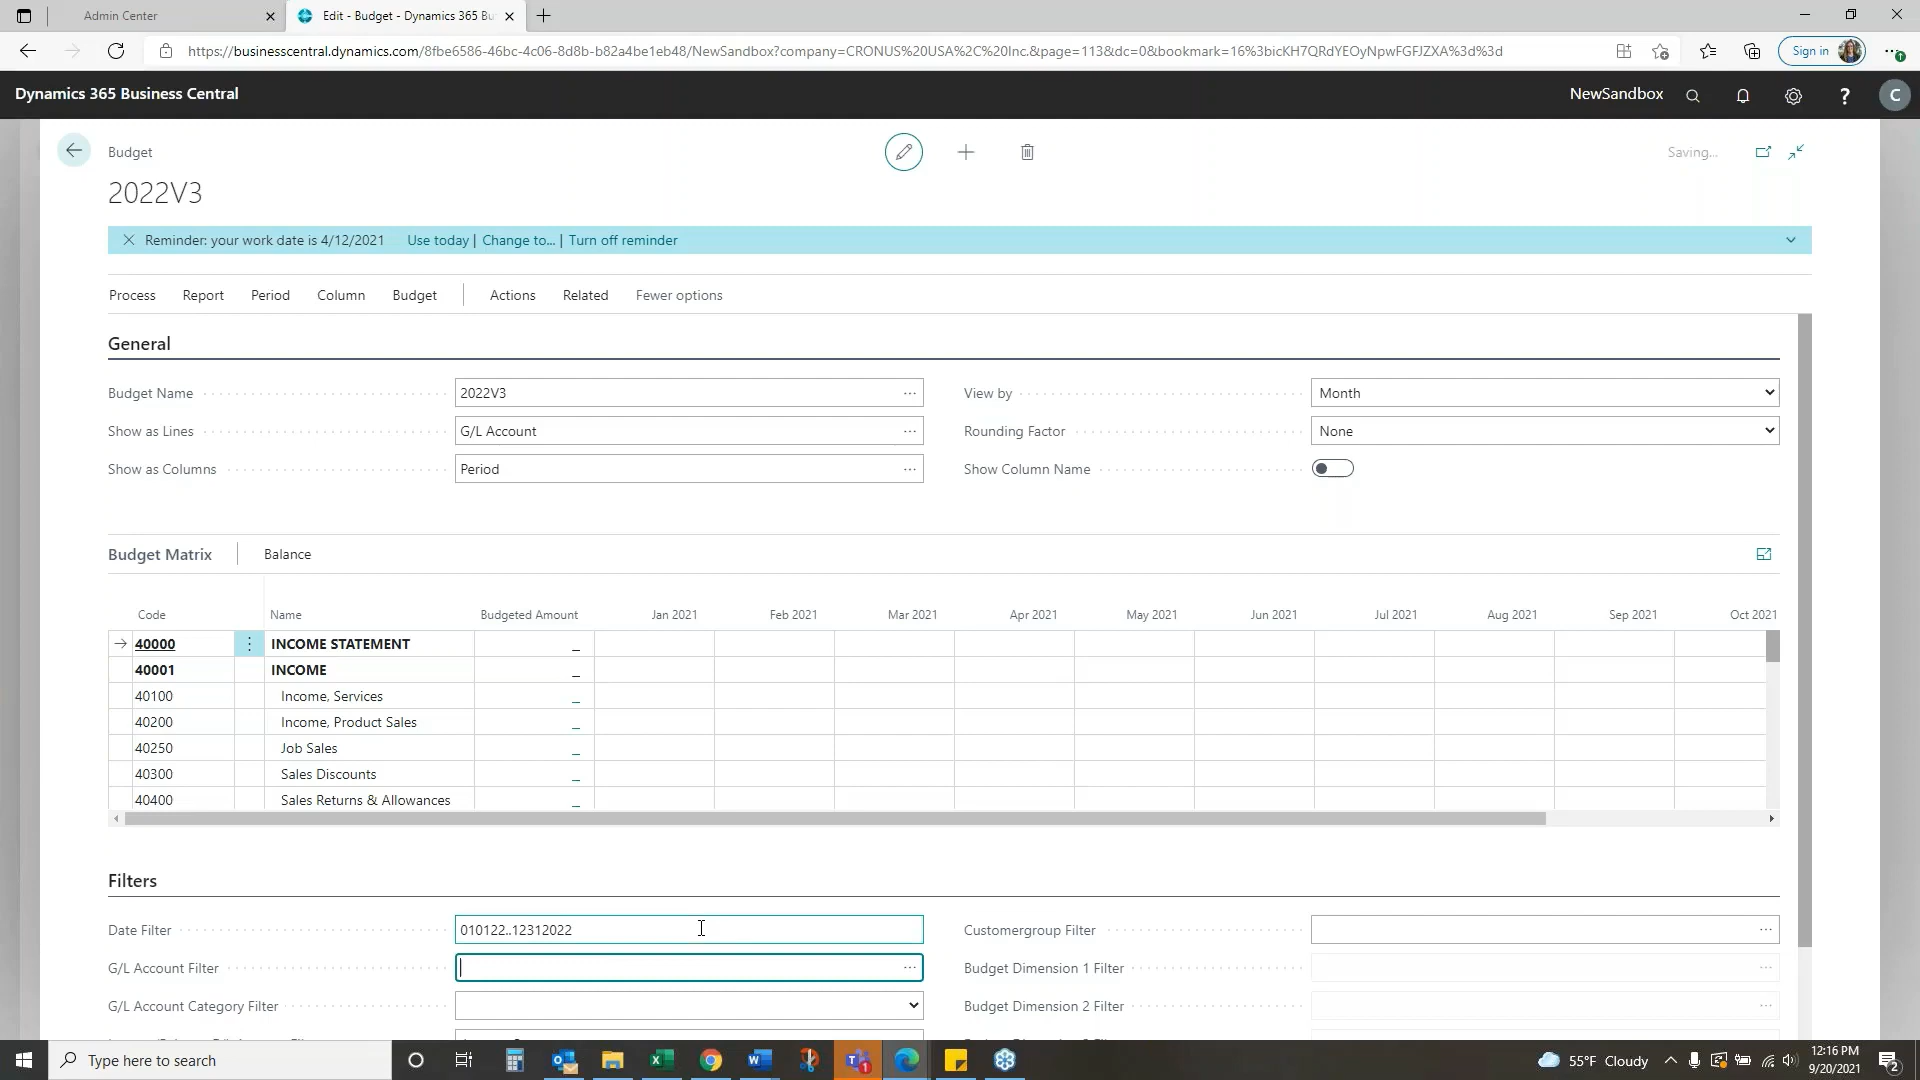 Admin Center
Edit - Budget - Dynamics 365 Bu
https://businesscentral.dynamics.com/8fbe6586-46bc-4c06-8d8b-b82a4be1eb48/NewSandbox?company=CRONUS%20USA%2C%20Inc.&page=113&dc=0&bookmark=16%3bicKH7QRdYEOyNpwFGFJZXA%3d%3d
Sign in
Dynamics 365 Business Central
NewSandbox
?
C
Budget
Saving...
2022V3
Reminder: your work date is 4/12/2021 Use today | Change to... | Turn off reminder
Process Report Period Column Budget Actions Related Fewer options
General
Budget Name 2022V3 ... View by Month
Show as Lines G/L Account ... Rounding Factor None
Show as Columns Period ... Show Column Name
Budget Matrix Balance
Code Name Budgeted Amount Jan 2021 Feb 2021 Mar 2021 Apr 2021 May 2021 Jun 2021 Jul 2021 Aug 2021 Sep 2021 Oct 2021
40000 INCOME STATEMENT _
40001 INCOME _
40100 Income, Services _
40200 Income, Product Sales _
40250 Job Sales _
40300 Sales Discounts _
40400 Sales Returns & Allowances _
Filters
Date Filter 010122..12312022 Customergroup Filter ...
G/L Account Filter ... Budget Dimension 1 Filter ...
G/L Account Category Filter Budget Dimension 2 Filter ...
Type here to search
55°F Cloudy
12:16 PM
9/20/2021
2